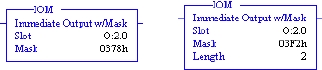 IOM
Immediate Output w/Mask
Slot O:2.0
Mask 0378h
IOM
Immediate Output w/Mask
Slot O:2.0
Mask 03F2h
Length 2